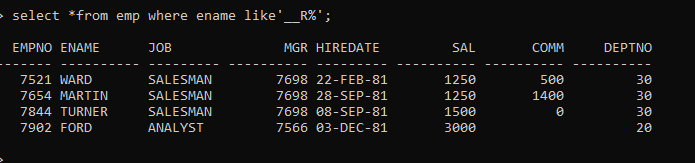 > select *from emp where ename like'__R%';
EMPNO ENAME JOB MGR HIREDATE SAL COMM DEPTNO
------- ---------- --------- ---------- --------- ---------- ---------- ----------
7521 WARD SALESMAN 7698 22-FEB-81 1250 500 30
7654 MARTIN SALESMAN 7698 28-SEP-81 1250 1400 30
7844 TURNER SALESMAN 7698 08-SEP-81 1500 0 30
7902 FORD ANALYST 7566 03-DEC-81 3000 20
>